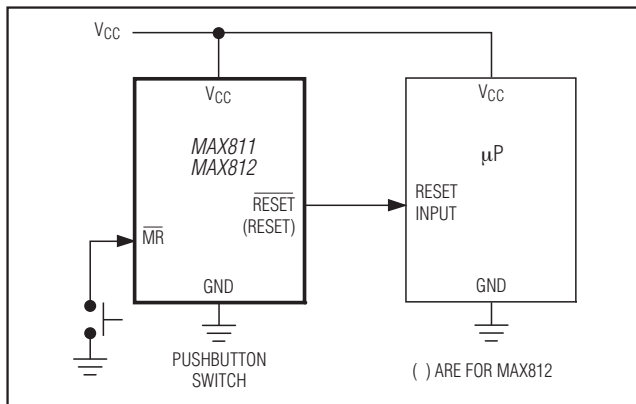 VCC
VCC
MAX811
MAX812
RESET
(RESET)
MR
GND
PUSHBUTTON
SWITCH
VCC
μP
RESET
INPUT
GND
( ) ARE FOR MAX812